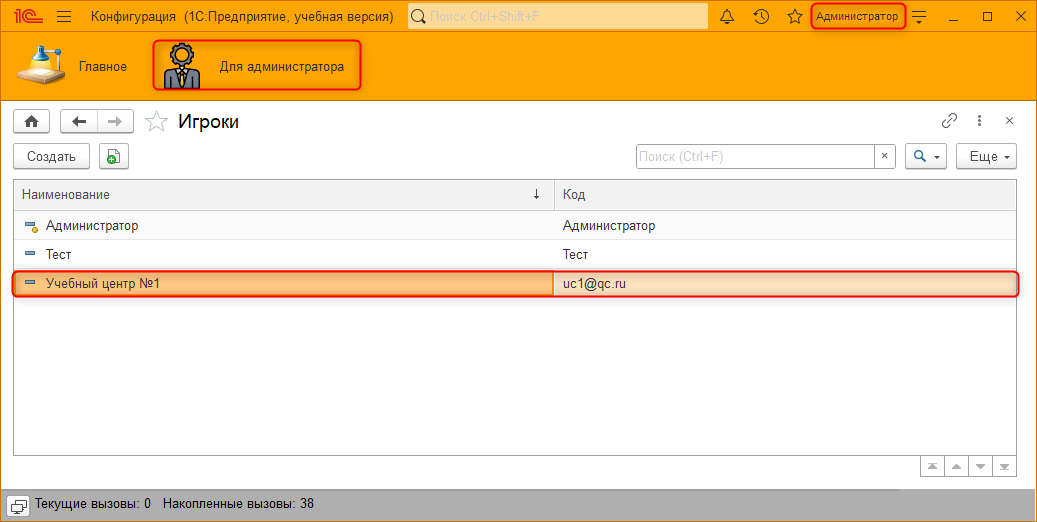 1С Конфигурация (1С:Предприятие, учебная версия) Поиск Ctrl+Shift+F Администратор
Главное Для администратора
Игроки
Создать Поиск (Ctrl+F) Еще
Наименование Код
Администратор Администратор
Тест Тест
Учебный центр №1 uc1@qc.ru
Текущие вызовы: 0 Накопленные вызовы: 38